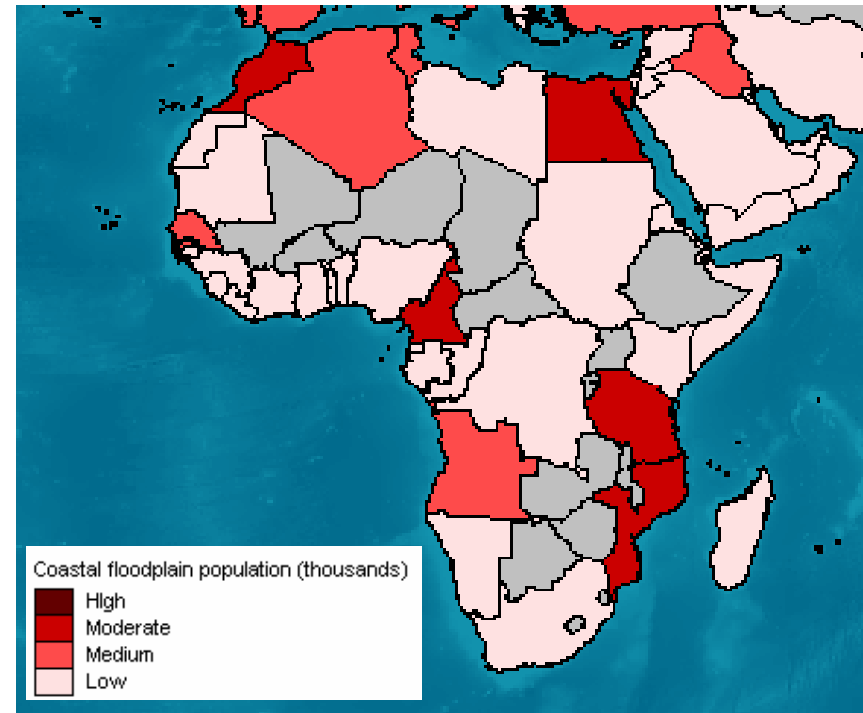 Coastal floodplain population (thousands)
HIgh
Moderate
Medium
Low